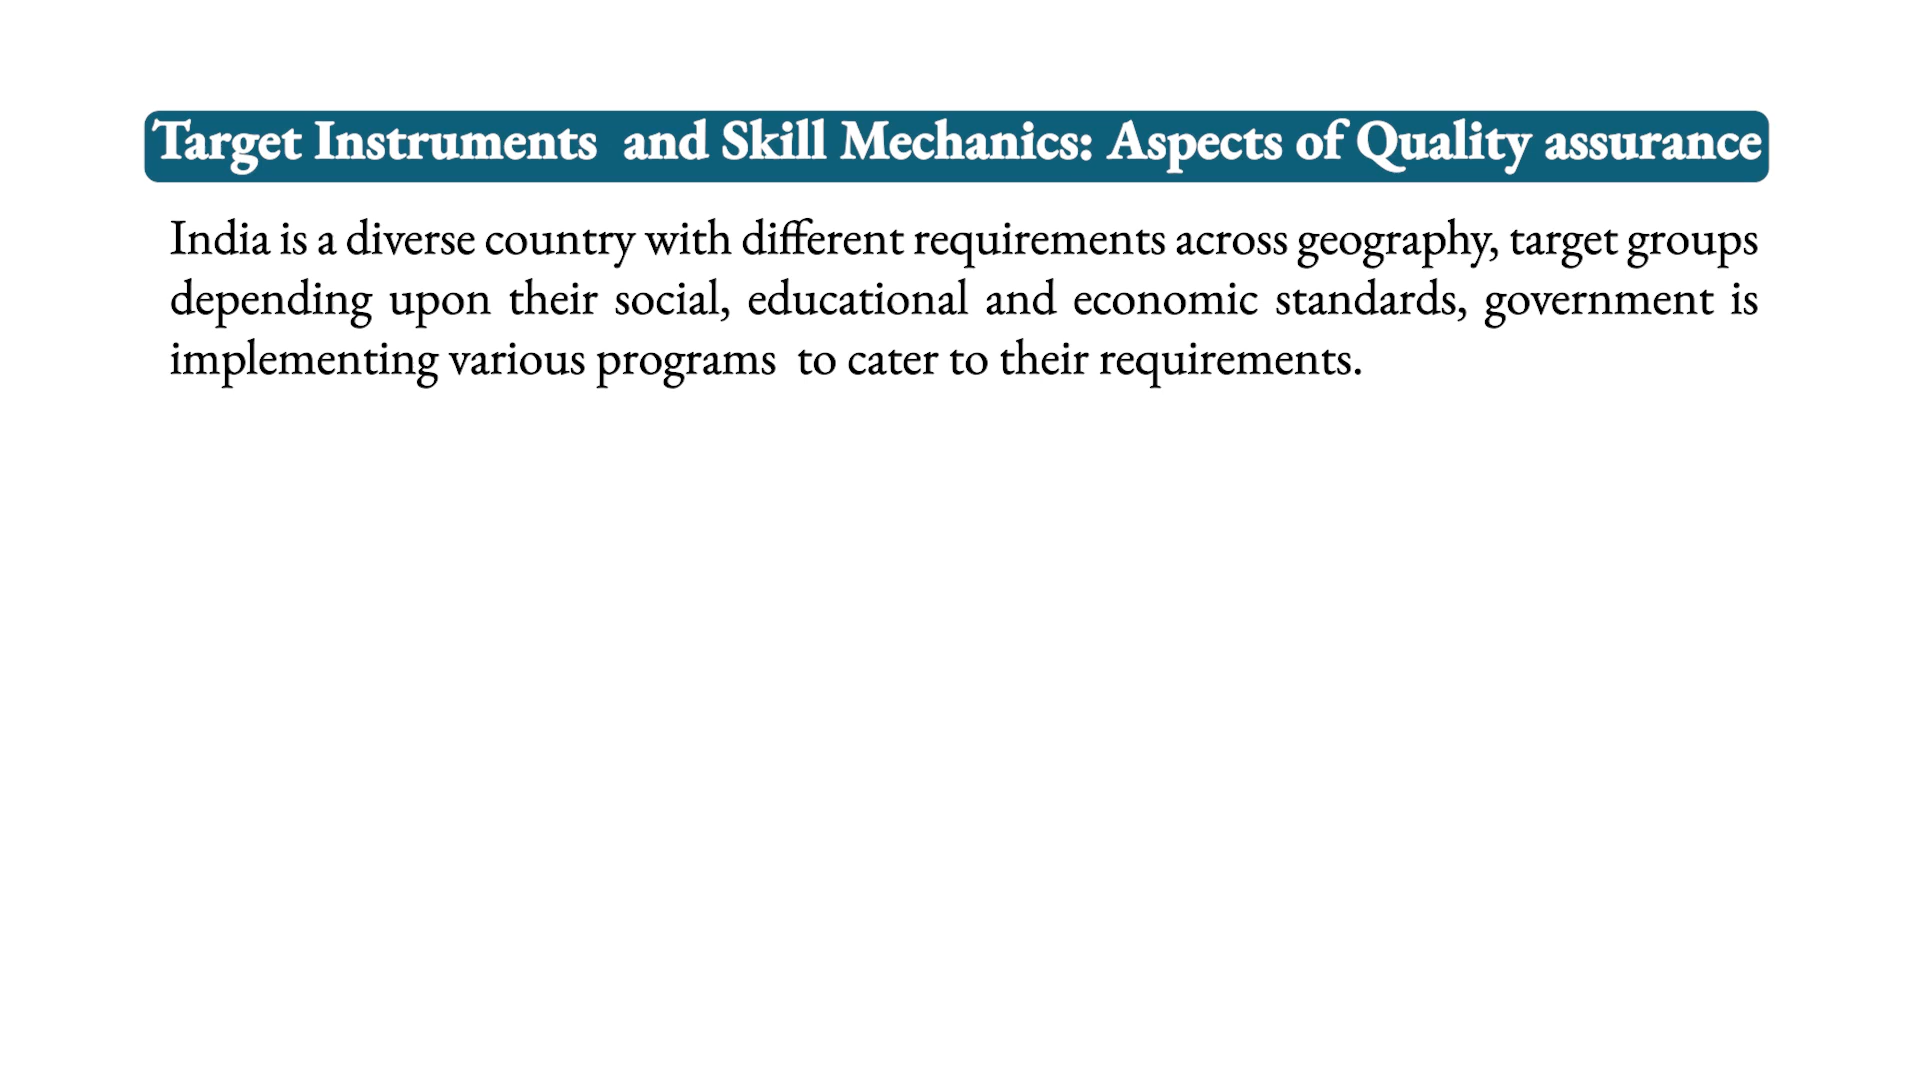 Target Instruments  and Skill Mechanics: Aspects of Quality assurance
India is a diverse country with different requirements across geography, target groups
depending upon their social, educational and economic standards, government is
implementing various programs  to cater to their requirements.